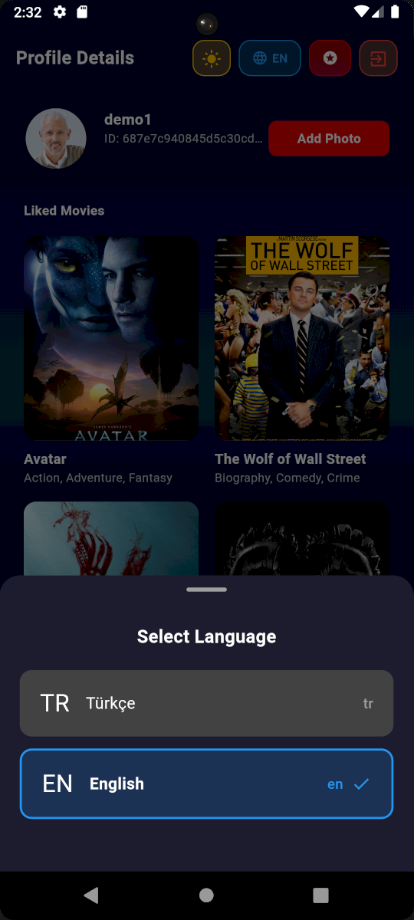 2:32
Profile Details
EN
demo1
ID: 687e7c940845d5c30cd...
Add Photo
Liked Movies
THE WOLF
OF WALL STREET
AVATAR
Avatar
The Wolf of Wall Street
Action, Adventure, Fantasy
Biography, Comedy, Crime
Select Language
TR Türkçe tr
EN English en